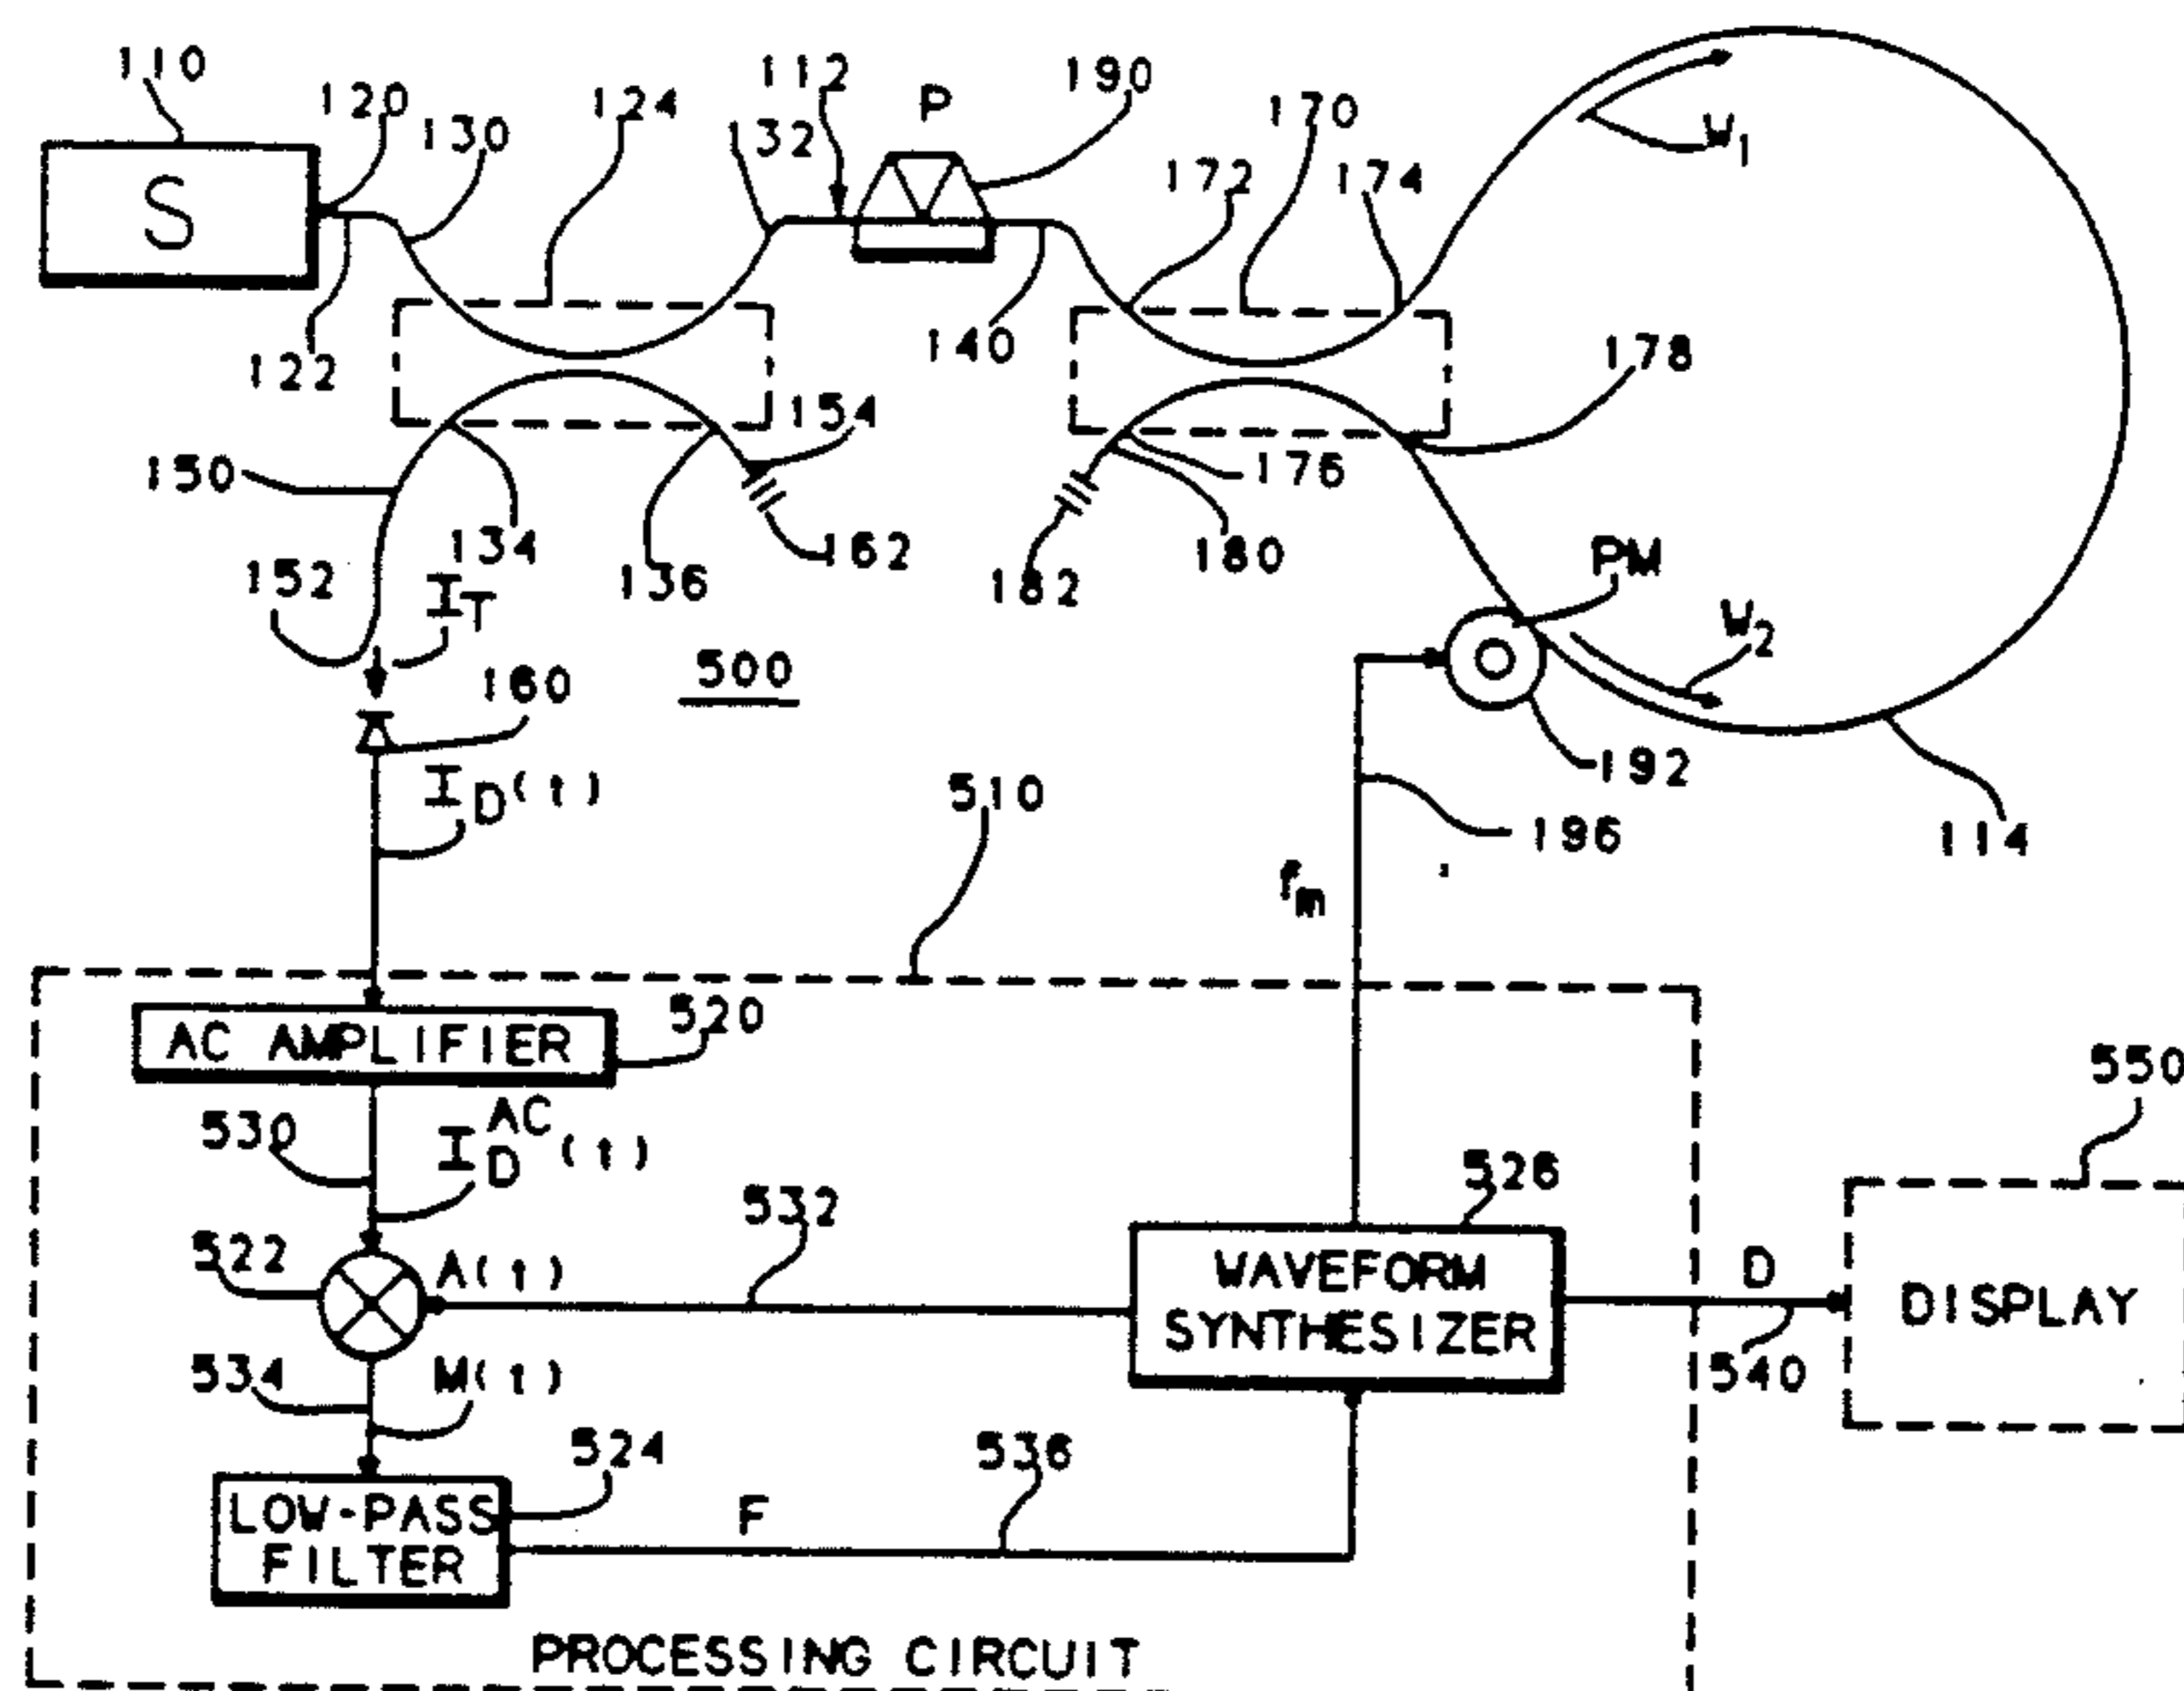 110
120
130
124
112
132
P
190
170
172
174
W1
S
122
140
178
154
150
134
136
162
176
180
182
152
IT
PM
W2
500
160
192
ID(t)
510
196
114
fm
AC AMPLIFIER
520
550
530
I D AC (t)
532
526
522
A(t)
WAVEFORM
SYNTHESIZER
D
DISPLAY
540
534
M(t)
524
536
LOW-PASS
FILTER
F
PROCESSING CIRCUIT